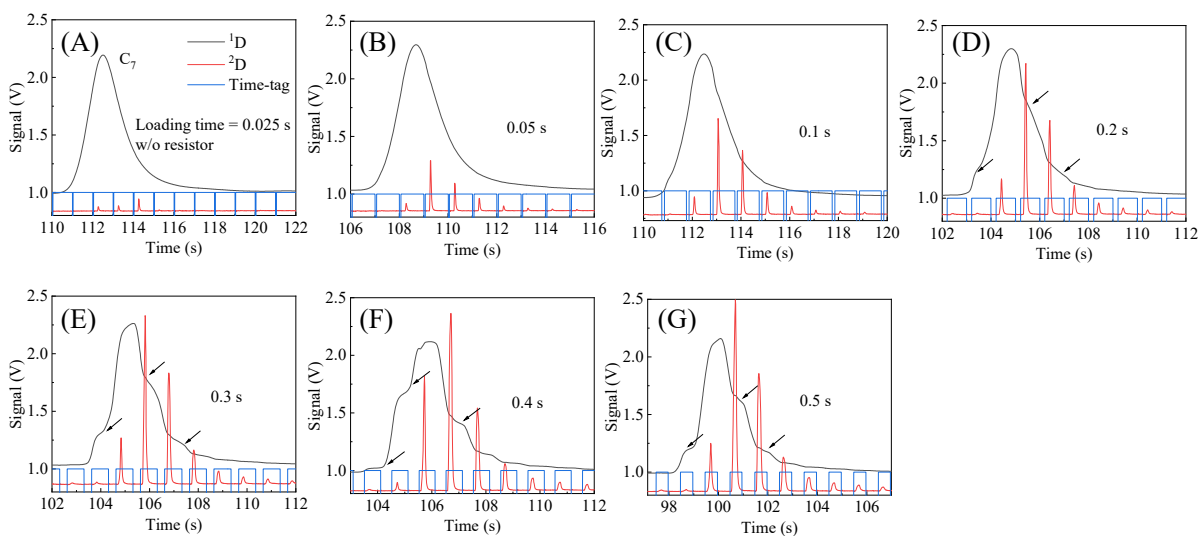 (A)
C7
¹D
²D
Time-tag
Loading time = 0.025 s
w/o resistor
Signal (V)
2.5
2.0
1.5
1.0
110 112 114 116 118 120 122
Time (s)
(B)
0.05 s
Signal (V)
2.5
2.0
1.5
1.0
106 108 110 112 114 116
Time (s)
(C)
0.1 s
Signal (V)
2.5
2.0
1.5
1.0
110 112 114 116 118 120
Time (s)
(D)
0.2 s
Signal (V)
2.5
2.0
1.5
1.0
102 104 106 108 110 112
Time (s)
(E)
0.3 s
Signal (V)
2.5
2.0
1.5
1.0
102 104 106 108 110 112
Time (s)
(F)
0.4 s
Signal (V)
2.5
2.0
1.5
1.0
104 106 108 110 112
Time (s)
(G)
0.5 s
Signal (V)
2.5
2.0
1.5
1.0
98 100 102 104 106
Time (s)